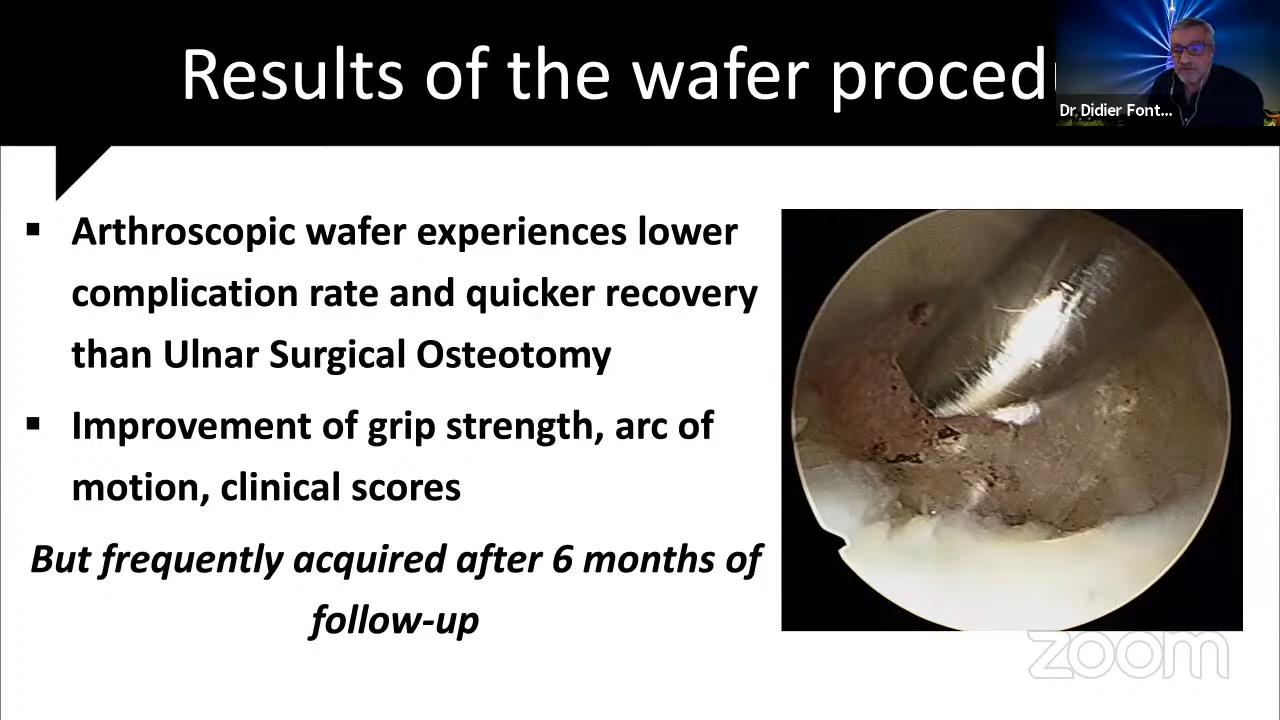 Results of the wafer proced
Dr Didier Font...
▪ Arthroscopic wafer experiences lower
complication rate and quicker recovery
than Ulnar Surgical Osteotomy
▪ Improvement of grip strength, arc of
motion, clinical scores
But frequently acquired after 6 months of
follow-up
zoom